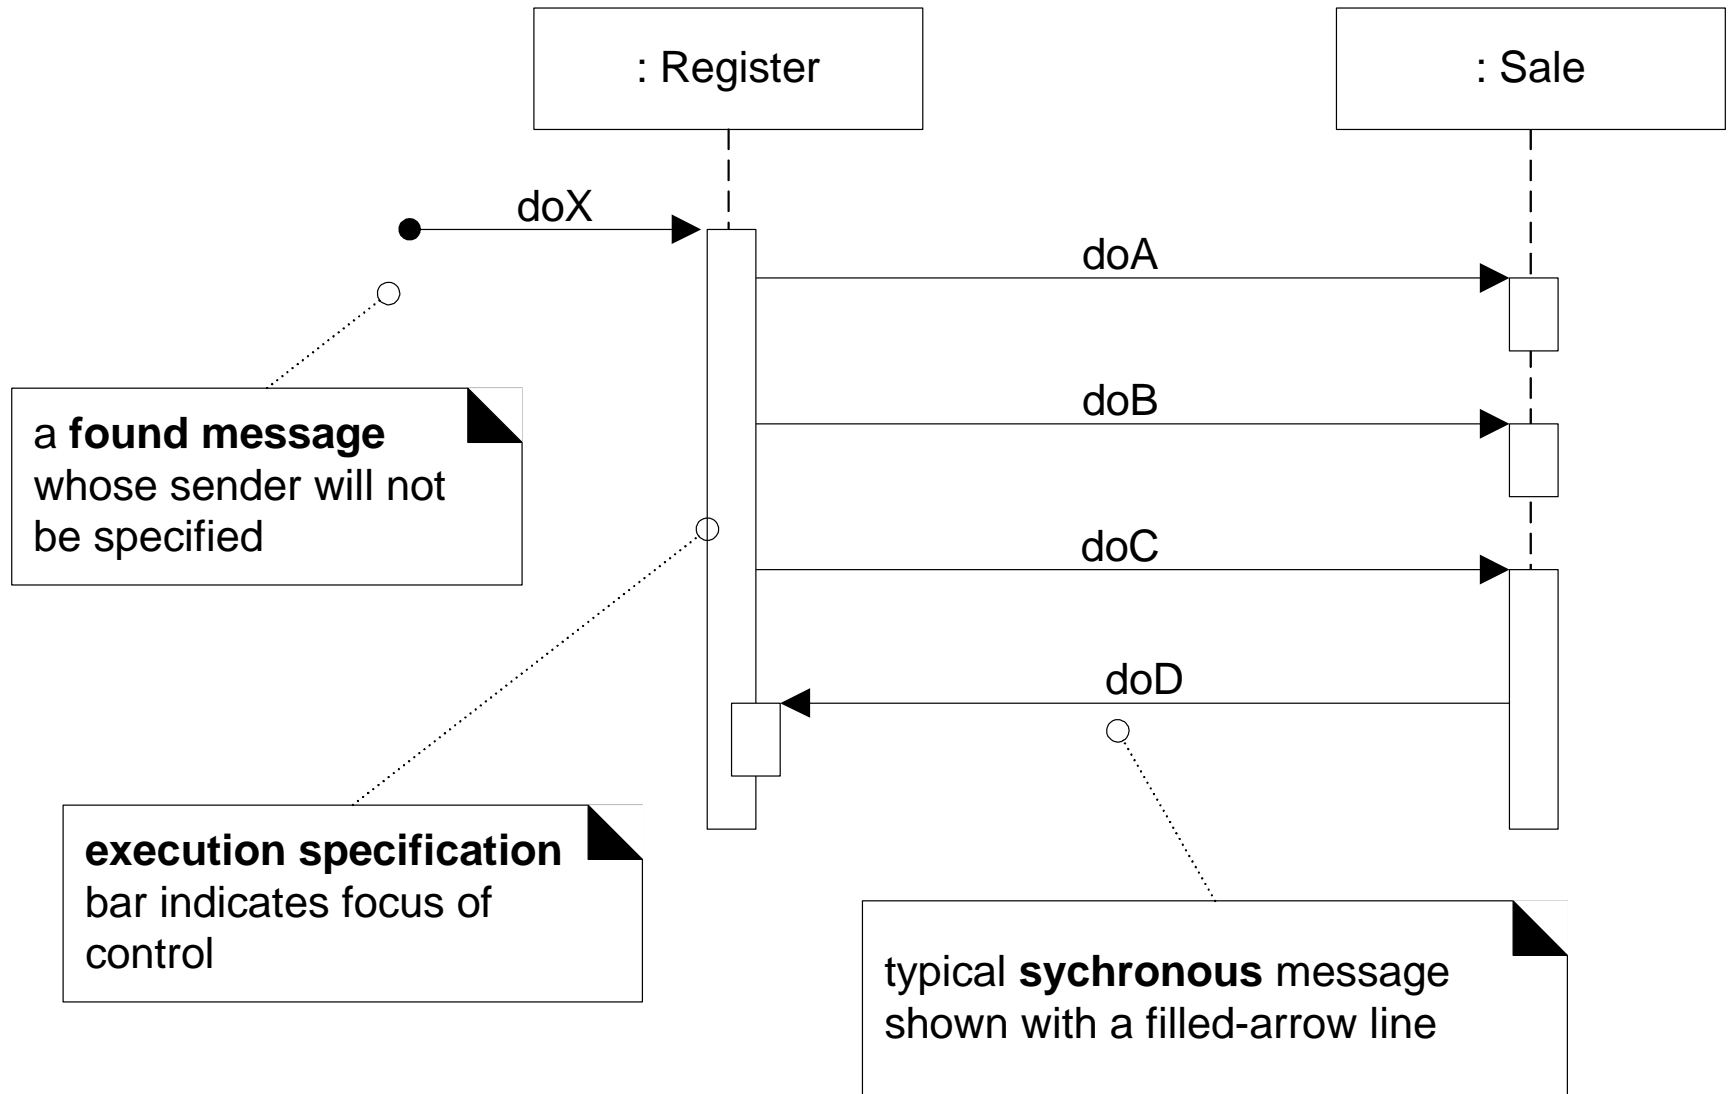 : Register
: Sale
doX
doA
a found message
whose sender will not
be specified
doB
doC
doD
execution specification
bar indicates focus of
control
typical sychronous message
shown with a filled-arrow line